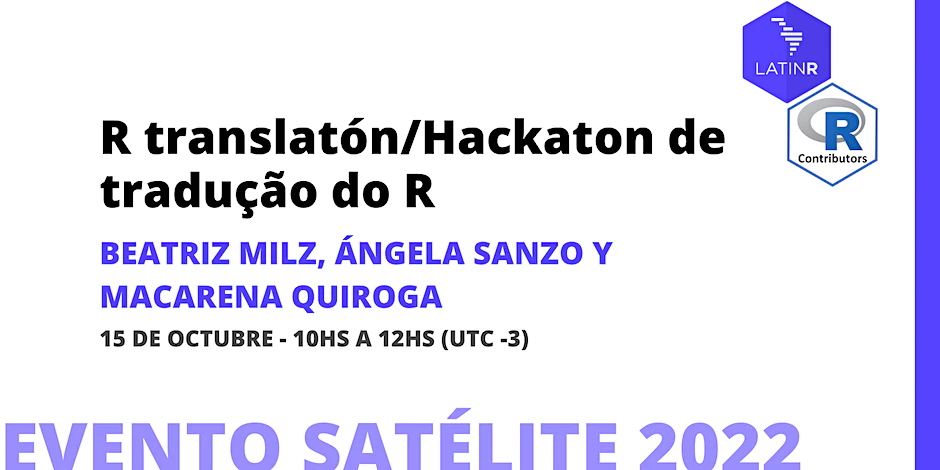 LATINR
R
Contributors
R translatón/Hackaton de
tradução do R
BEATRIZ MILZ, ÁNGELA SANZO Y
MACARENA QUIROGA
15 DE OCTUBRE - 10HS A 12HS (UTC -3)
EVENTO SATÉLITE 2022